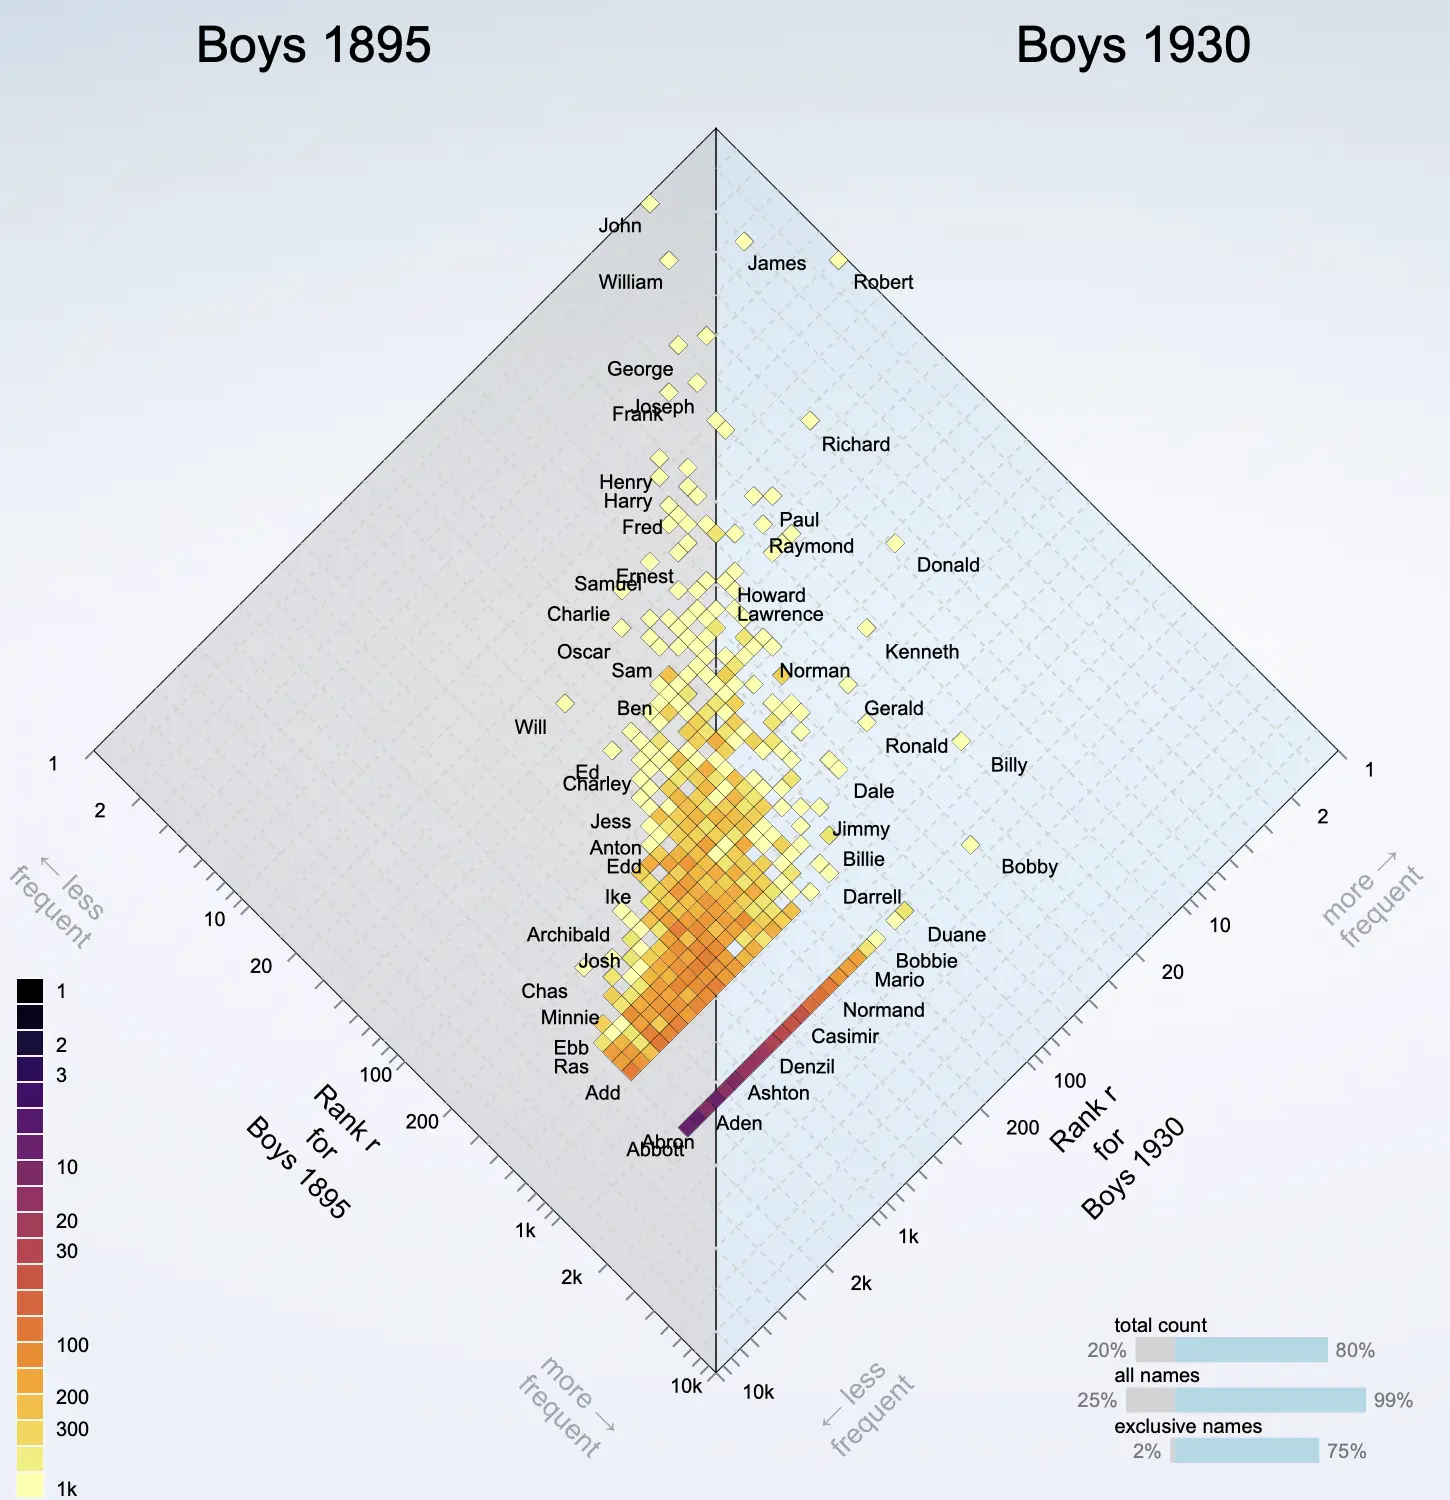 Boys 1895
Boys 1930
John
James
William
Robert
George
Joseph
Frank
Richard
Henry
Harry
Fred
Paul
Raymond
Donald
Ernest
Samuel
Howard
Charlie
Lawrence
Oscar
Kenneth
Sam
Norman
Ben
Gerald
Will
Ronald
Billy
Ed
Charley
Dale
Jess
Jimmy
Anton
Billie
Edd
Bobby
Ike
Darrell
Archibald
Duane
Josh
Bobbie
Chas
Mario
Minnie
Normand
Ebb
Casimir
Ras
Denzil
Add
Ashton
Aden
Abron
Abbott
1
2
10
20
100
200
1k
2k
10k
← less
frequent
more →
frequent
Rank r
for
Boys 1895
1
2
10
20
100
200
1k
2k
10k
more →
frequent
← less
frequent
Rank r
for
Boys 1930
1
2
3
10
20
30
100
200
300
1k
total count
20% 80%
all names
25% 99%
exclusive names
2% 75%